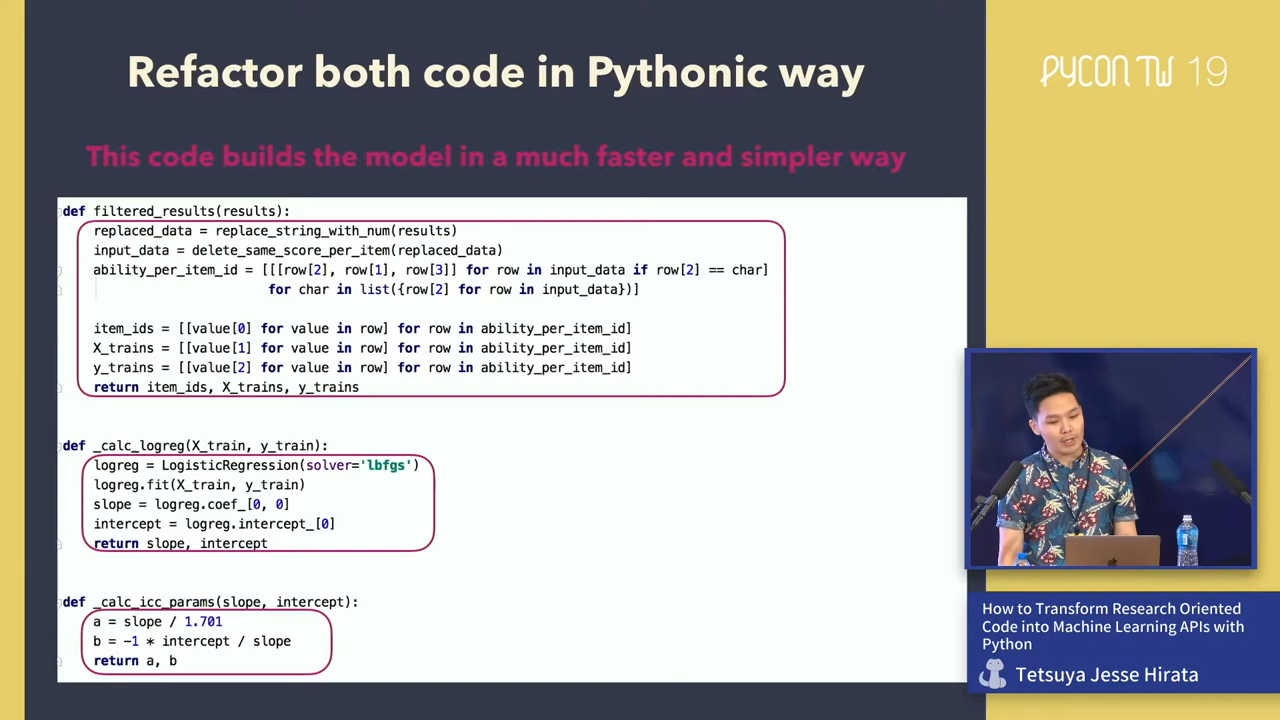 Refactor both code in Pythonic way
PYCON TW 19
This code builds the model in a much faster and simpler way
def filtered_results(results):
    replaced_data = replace_string_with_num(results)
    input_data = delete_same_score_per_item(replaced_data)
    ability_per_item_id = [[[row[2], row[1], row[3]] for row in input_data if row[2] == char]
                           for char in list({row[2] for row in input_data})]
    item_ids = [[value[0] for value in row] for row in ability_per_item_id]
    X_trains = [[value[1] for value in row] for row in ability_per_item_id]
    y_trains = [[value[2] for value in row] for row in ability_per_item_id]
    return item_ids, X_trains, y_trains
def _calc_logreg(X_train, y_train):
    logreg = LogisticRegression(solver='lbfgs')
    logreg.fit(X_train, y_train)
    slope = logreg.coef_[0, 0]
    intercept = logreg.intercept_[0]
    return slope, intercept
def _calc_icc_params(slope, intercept):
    a = slope / 1.701
    b = -1 * intercept / slope
    return a, b
How to Transform Research Oriented
Code into Machine Learning APIs with
Python
Tetsuya Jesse Hirata